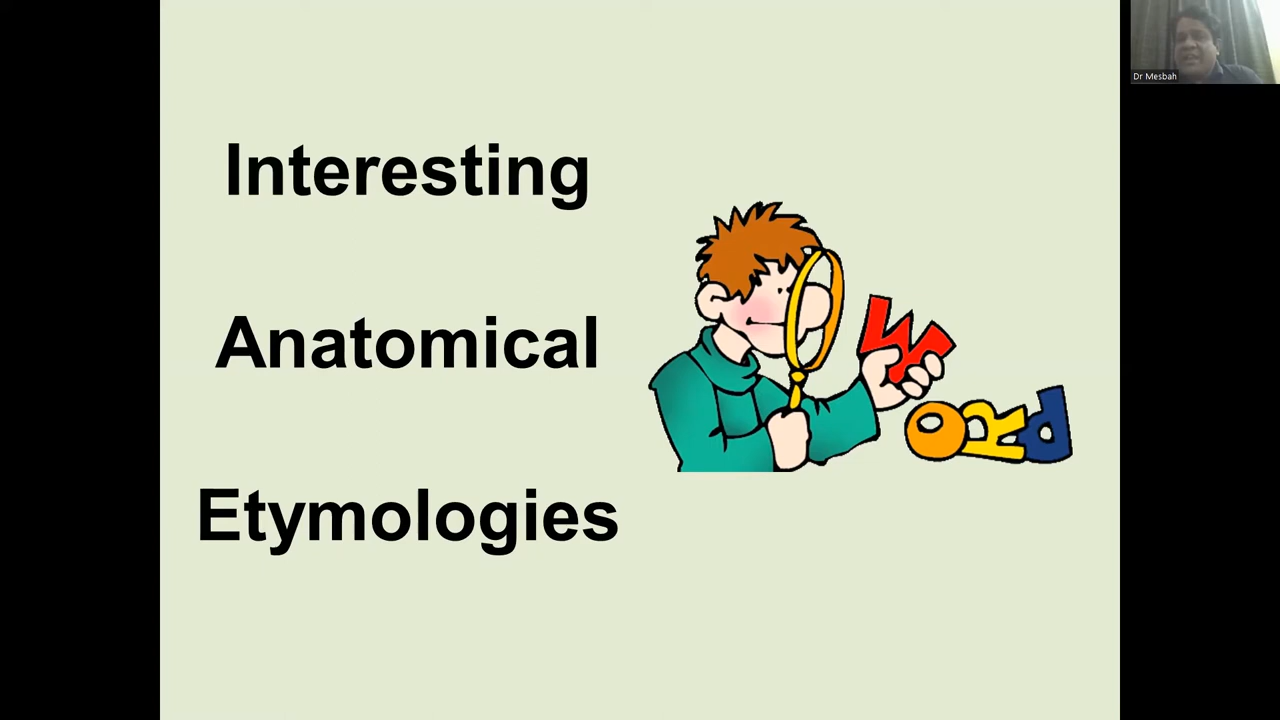 Interesting
Anatomical
Etymologies
WORd
Dr Mesbah